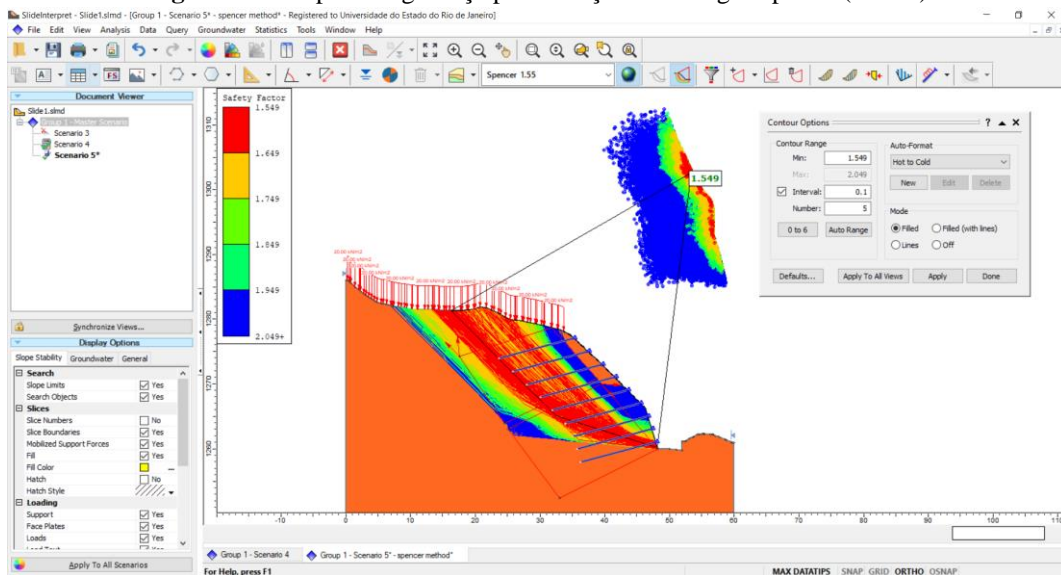 SlideInterpret - Slide1.slmd - [Group 1 - Scenario 5* - spencer method* - Registered to Universidade do Estado do Rio de Janeiro]
File Edit View Analysis Data Query Groundwater Statistics Tools Window Help
Spencer 1.55
Document Viewer
Slide1.slmd
Group 1 - Master Scenario
Scenario 3
Scenario 4
Scenario 5*
Synchronize Views...
Display Options
Slope Stability Groundwater General
Search
Slope Limits Yes
Search Objects Yes
Slices
Slice Numbers No
Slice Boundaries Yes
Mobilized Support Forces Yes
Fill Yes
Fill Color
Hatch No
Hatch Style
Loading
Support Yes
Face Plates Yes
Loads Yes
Apply To All Scenarios
Safety Factor
1.549
1.649
1.749
1.849
1.949
2.049+
1310
1300
1290
1280
1270
1260
1.549
-10 0 10 20 30 40 50 60 70 80 90 100 110
Contour Options ?
Contour Range
Min: 1.549
Max: 2.049
Interval: 0.1
Number: 5
0 to 6 Auto Range
Auto-Format
Hot to Cold
New Edit Delete
Mode
Filled Filled (with lines)
Lines Off
Defaults... Apply To All Views Apply Done
Group 1 - Scenario 4 Group 1 - Scenario 5* - spencer method*
For Help, press F1
MAX DATATIPS SNAP GRID ORTHO OSNAP